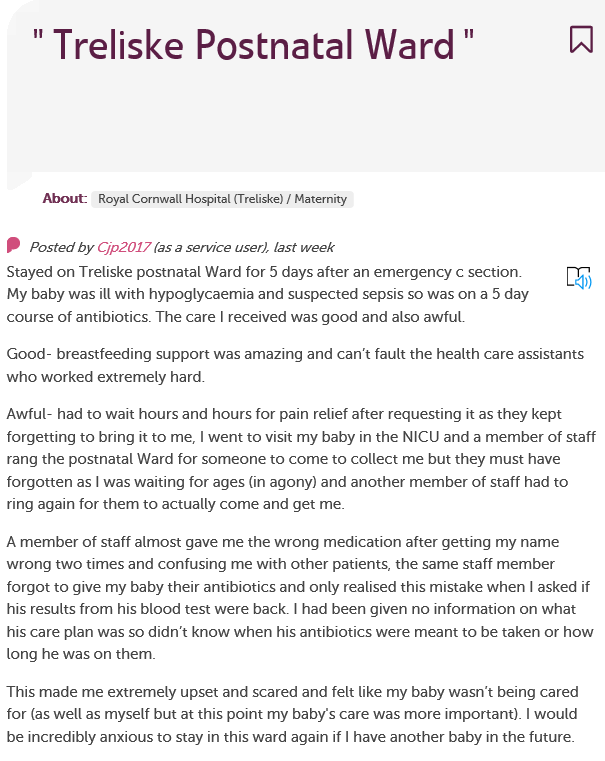 " Treliske Postnatal Ward "
About: Royal Cornwall Hospital (Treliske) / Maternity
Posted by Cjp2017 (as a service user), last week
Stayed on Treliske postnatal Ward for 5 days after an emergency c section.
My baby was ill with hypoglycaemia and suspected sepsis so was on a 5 day
course of antibiotics. The care I received was good and also awful.
Good- breastfeeding support was amazing and can’t fault the health care assistants
who worked extremely hard.
Awful- had to wait hours and hours for pain relief after requesting it as they kept
forgetting to bring it to me, I went to visit my baby in the NICU and a member of staff
rang the postnatal Ward for someone to come to collect me but they must have
forgotten as I was waiting for ages (in agony) and another member of staff had to
ring again for them to actually come and get me.
A member of staff almost gave me the wrong medication after getting my name
wrong two times and confusing me with other patients, the same staff member
forgot to give my baby their antibiotics and only realised this mistake when I asked if
his results from his blood test were back. I had been given no information on what
his care plan was so didn’t know when his antibiotics were meant to be taken or how
long he was on them.
This made me extremely upset and scared and felt like my baby wasn’t being cared
for (as well as myself but at this point my baby's care was more important). I would
be incredibly anxious to stay in this ward again if I have another baby in the future.